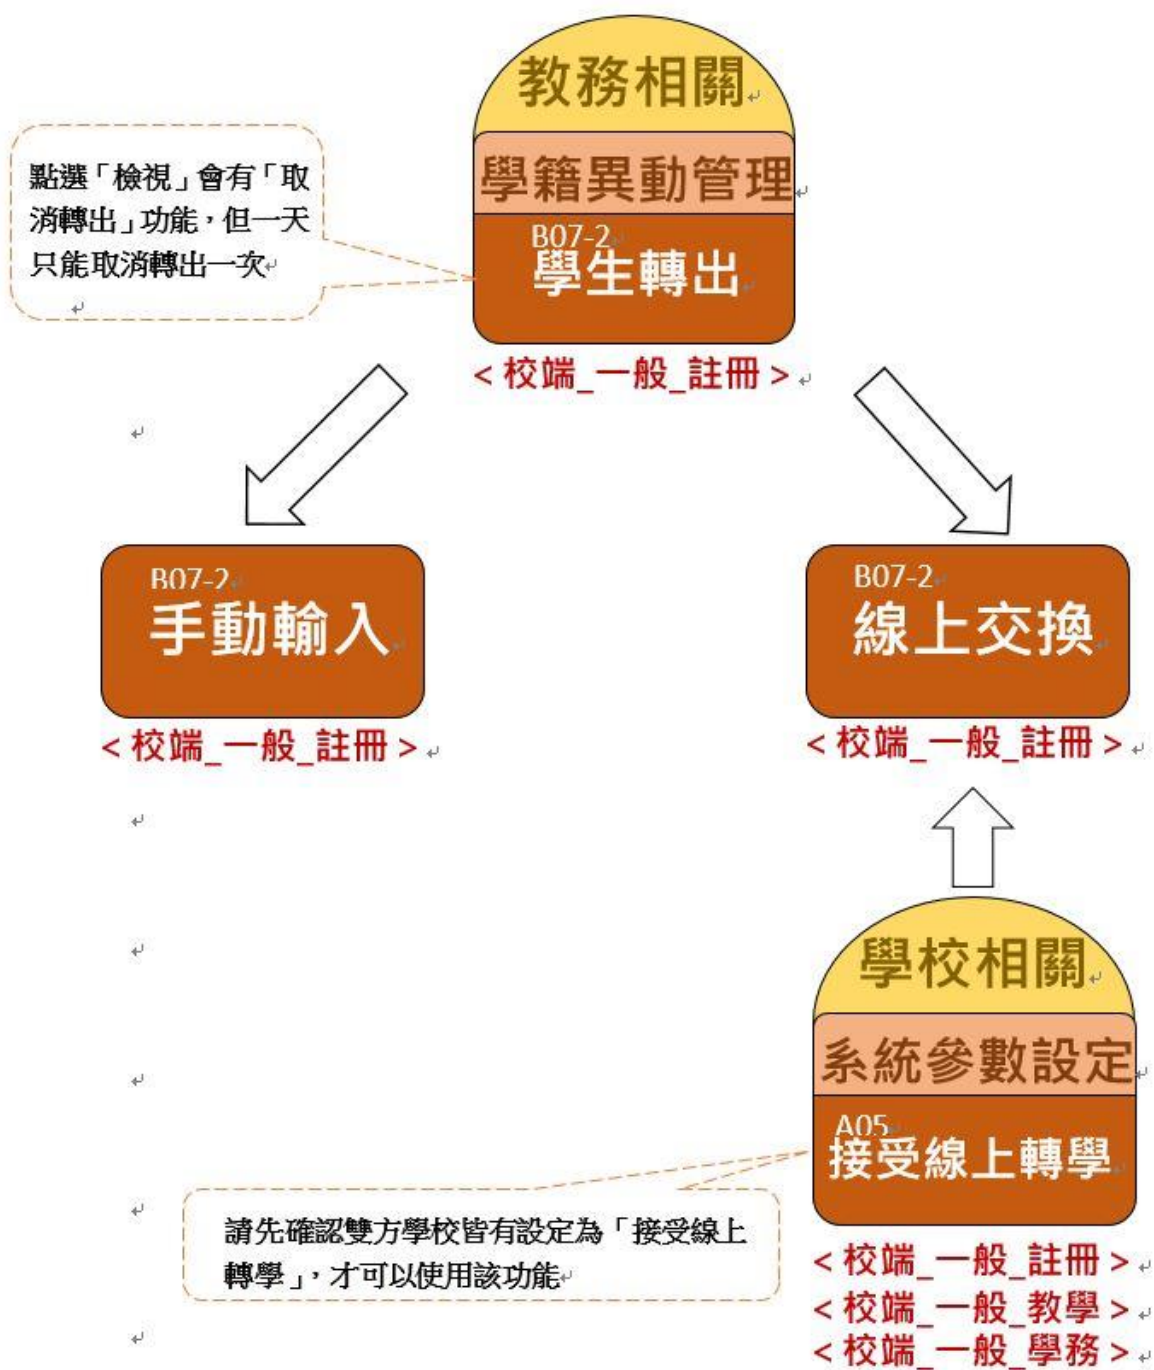 教務相關
學籍異動管理
B07-2
學生轉出
<校端_一般_註冊>
點選「檢視」會有「取
消轉出」功能，但一天
只能取消轉出一次
B07-2
手動輸入
<校端_一般_註冊>
B07-2
線上交換
<校端_一般_註冊>
學校相關
系統參數設定
A05
接受線上轉學
請先確認雙方學校皆有設定為「接受線上
轉學」，才可以使用該功能
<校端_一般_註冊>
<校端_一般_教學>
<校端_一般_學務>